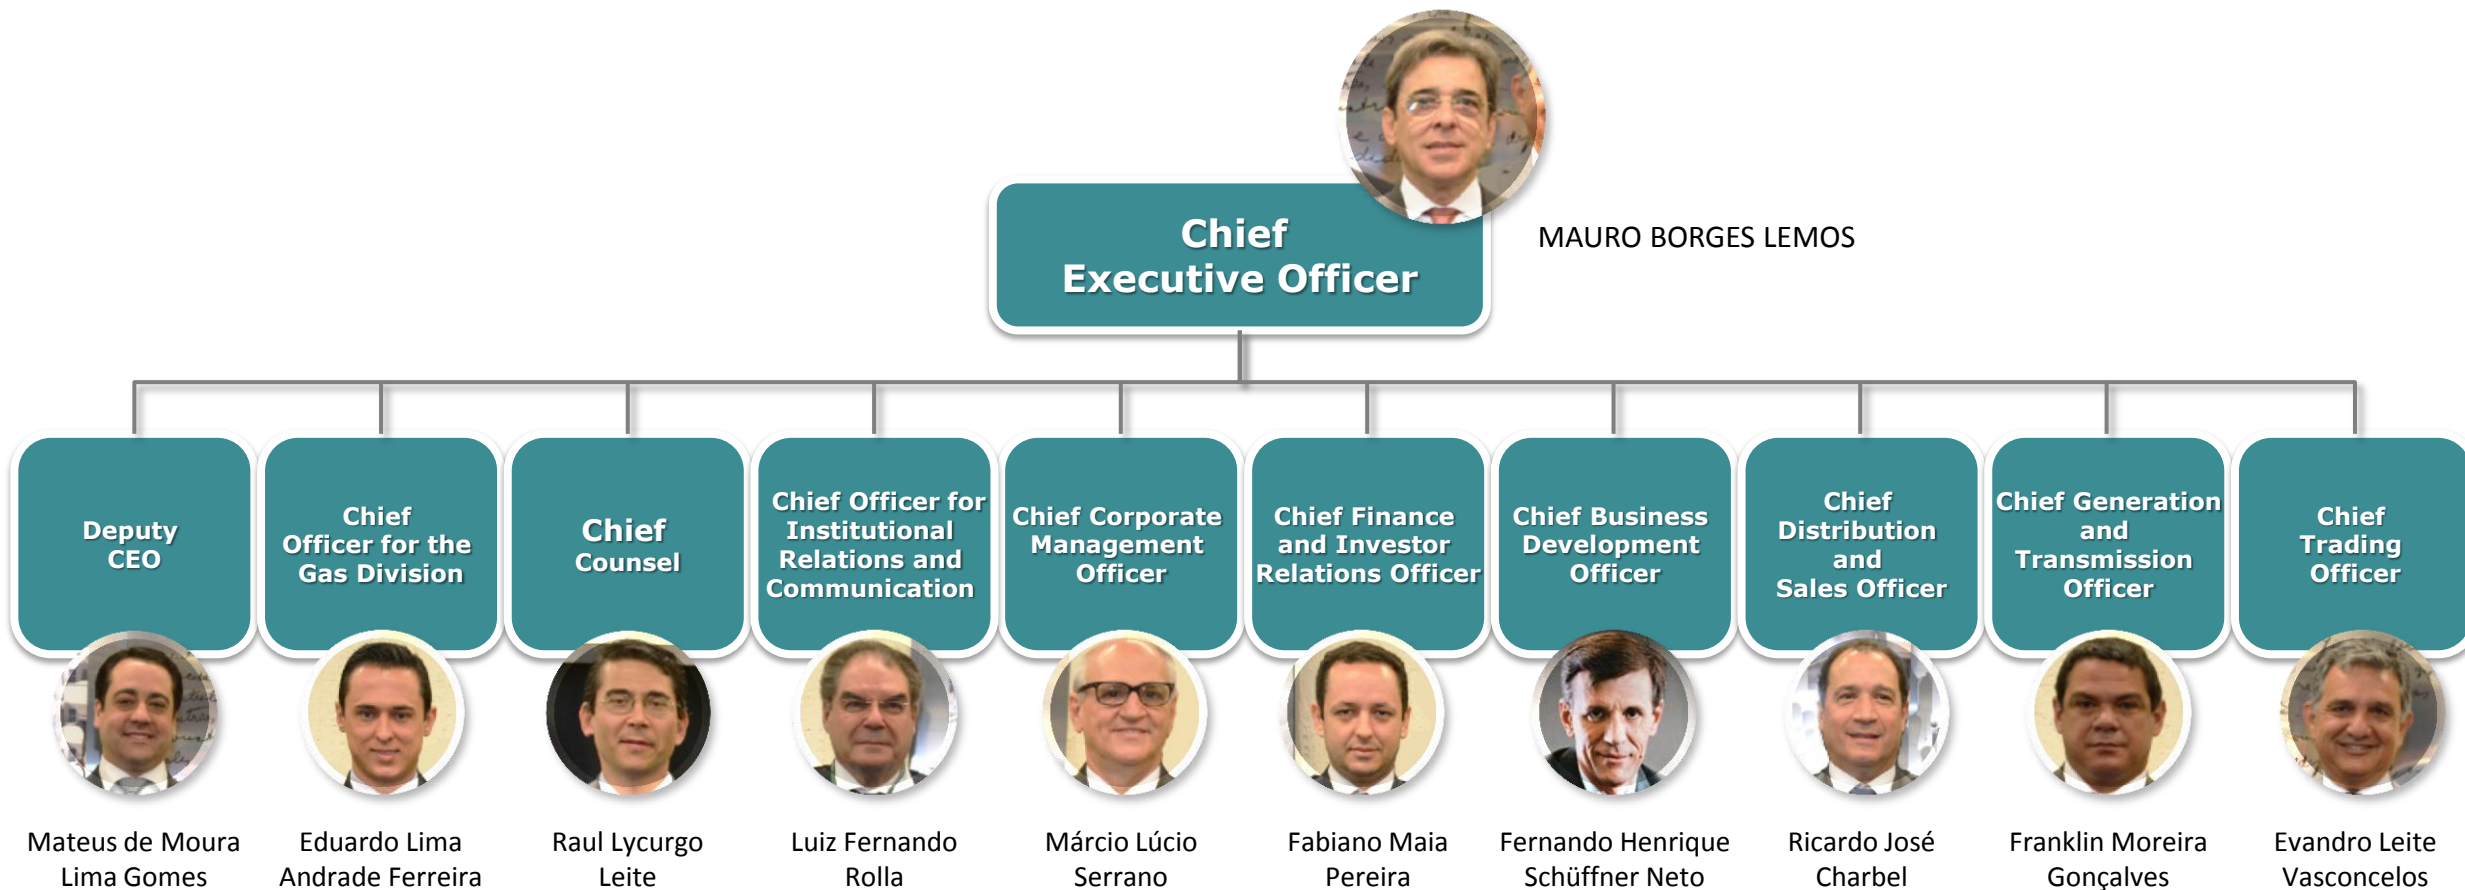 Chief
Executive Officer
MAURO BORGES LEMOS
Deputy
CEO
Chief
Officer for the
Gas Division
Chief
Counsel
Chief Officer for
Institutional
Relations and
Communication
Chief Corporate
Management
Officer
Chief Finance
and Investor
Relations Officer
Chief Business
Development
Officer
Chief
Distribution
and
Sales Officer
Chief Generation
and
Transmission
Officer
Chief
Trading
Officer
Mateus de Moura
Lima Gomes
Eduardo Lima
Andrade Ferreira
Raul Lycurgo
Leite
Luiz Fernando
Rolla
Márcio Lúcio
Serrano
Fabiano Maia
Pereira
Fernando Henrique
Schüffner Neto
Ricardo José
Charbel
Franklin Moreira
Gonçalves
Evandro Leite
Vasconcelos